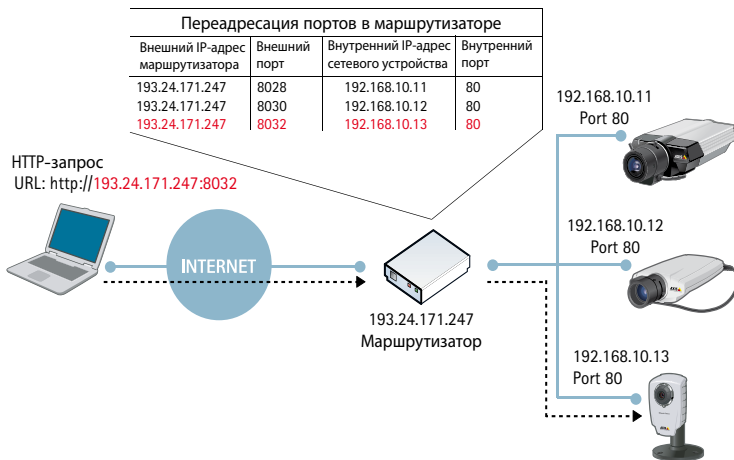 Переадресация портов в маршрутизаторе
Внешний IP-адрес маршрутизатора Внешний порт Внутренний IP-адрес сетевого устройства Внутренний порт
193.24.171.247 8028 192.168.10.11 80
193.24.171.247 8030 192.168.10.12 80
193.24.171.247 8032 192.168.10.13 80
192.168.10.11
Port 80
HTTP-запрос
URL: http://193.24.171.247:8032
192.168.10.12
Port 80
INTERNET
193.24.171.247
Маршрутизатор
192.168.10.13
Port 80